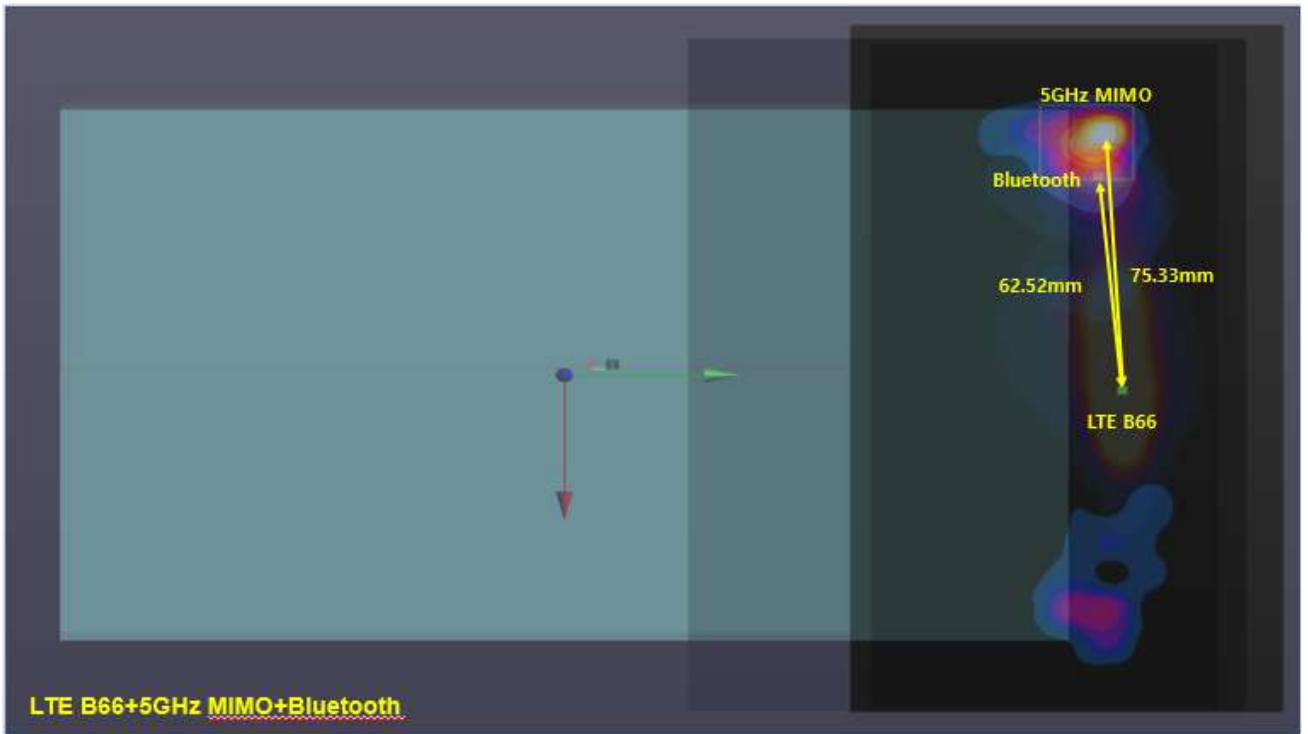 5GHz MIMO
Bluetooth
62.52mm
75.33mm
LTE B66
LTE B66+5GHz MIMO+Bluetooth